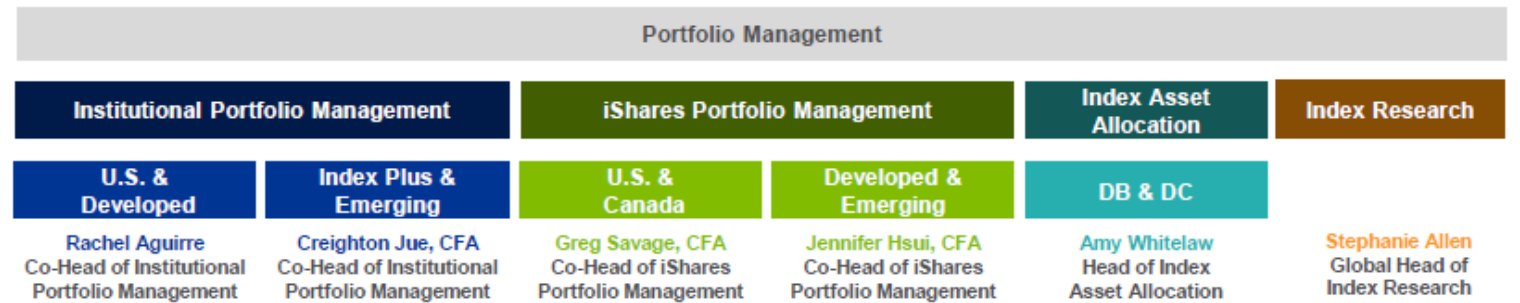 Portfolio Management
Institutional Portfolio Management
iShares Portfolio Management
Index Asset
Allocation
Index Research
U.S. &
Developed
Index Plus &
Emerging
U.S. &
Canada
Developed &
Emerging
DB & DC
Rachel Aguirre
Co-Head of Institutional
Portfolio Management
Creighton Jue, CFA
Co-Head of Institutional
Portfolio Management
Greg Savage, CFA
Co-Head of iShares
Portfolio Management
Jennifer Hsui, CFA
Co-Head of iShares
Portfolio Management
Amy Whitelaw
Head of Index
Asset Allocation
Stephanie Allen
Global Head of
Index Research